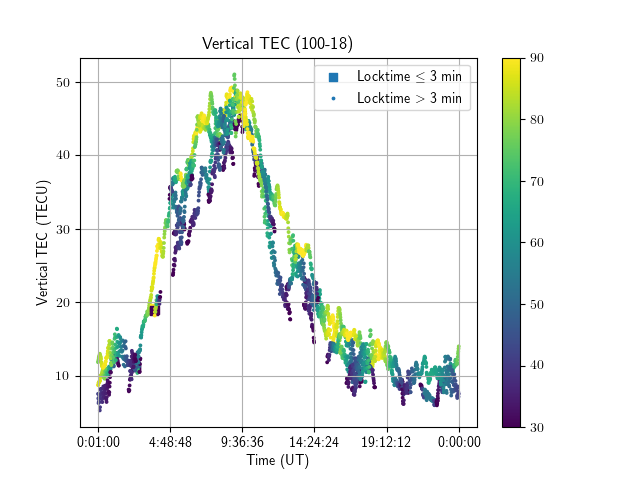 Vertical TEC (100-18)
Locktime ≤ 3 min
Locktime > 3 min
Vertical TEC (TECU)
50
40
30
20
10
0:01:00 4:48:48 9:36:36 14:24:24 19:12:12 0:00:00
Time (UT)
90
80
70
60
50
40
30